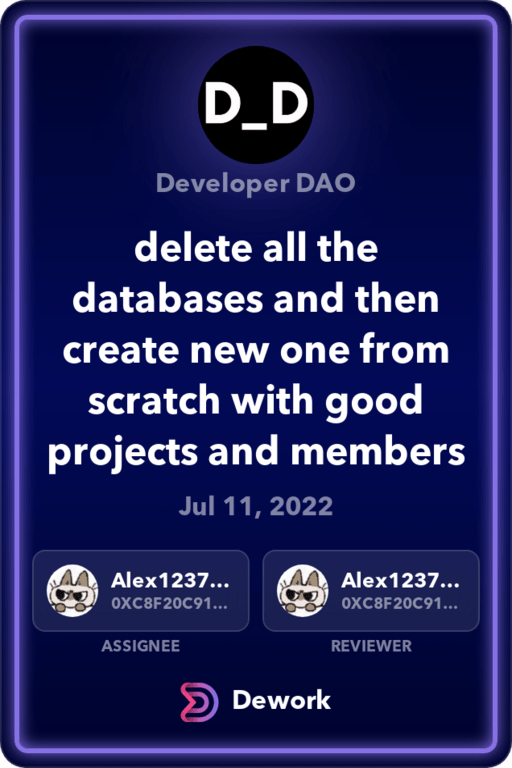 D_D
Developer DAO
delete all the
databases and then
create new one from
scratch with good
projects and members
Jul 11, 2022
Alex1237...
0XC8F20C91...
ASSIGNEE
Alex1237...
0XC8F20C91...
REVIEWER
Dework